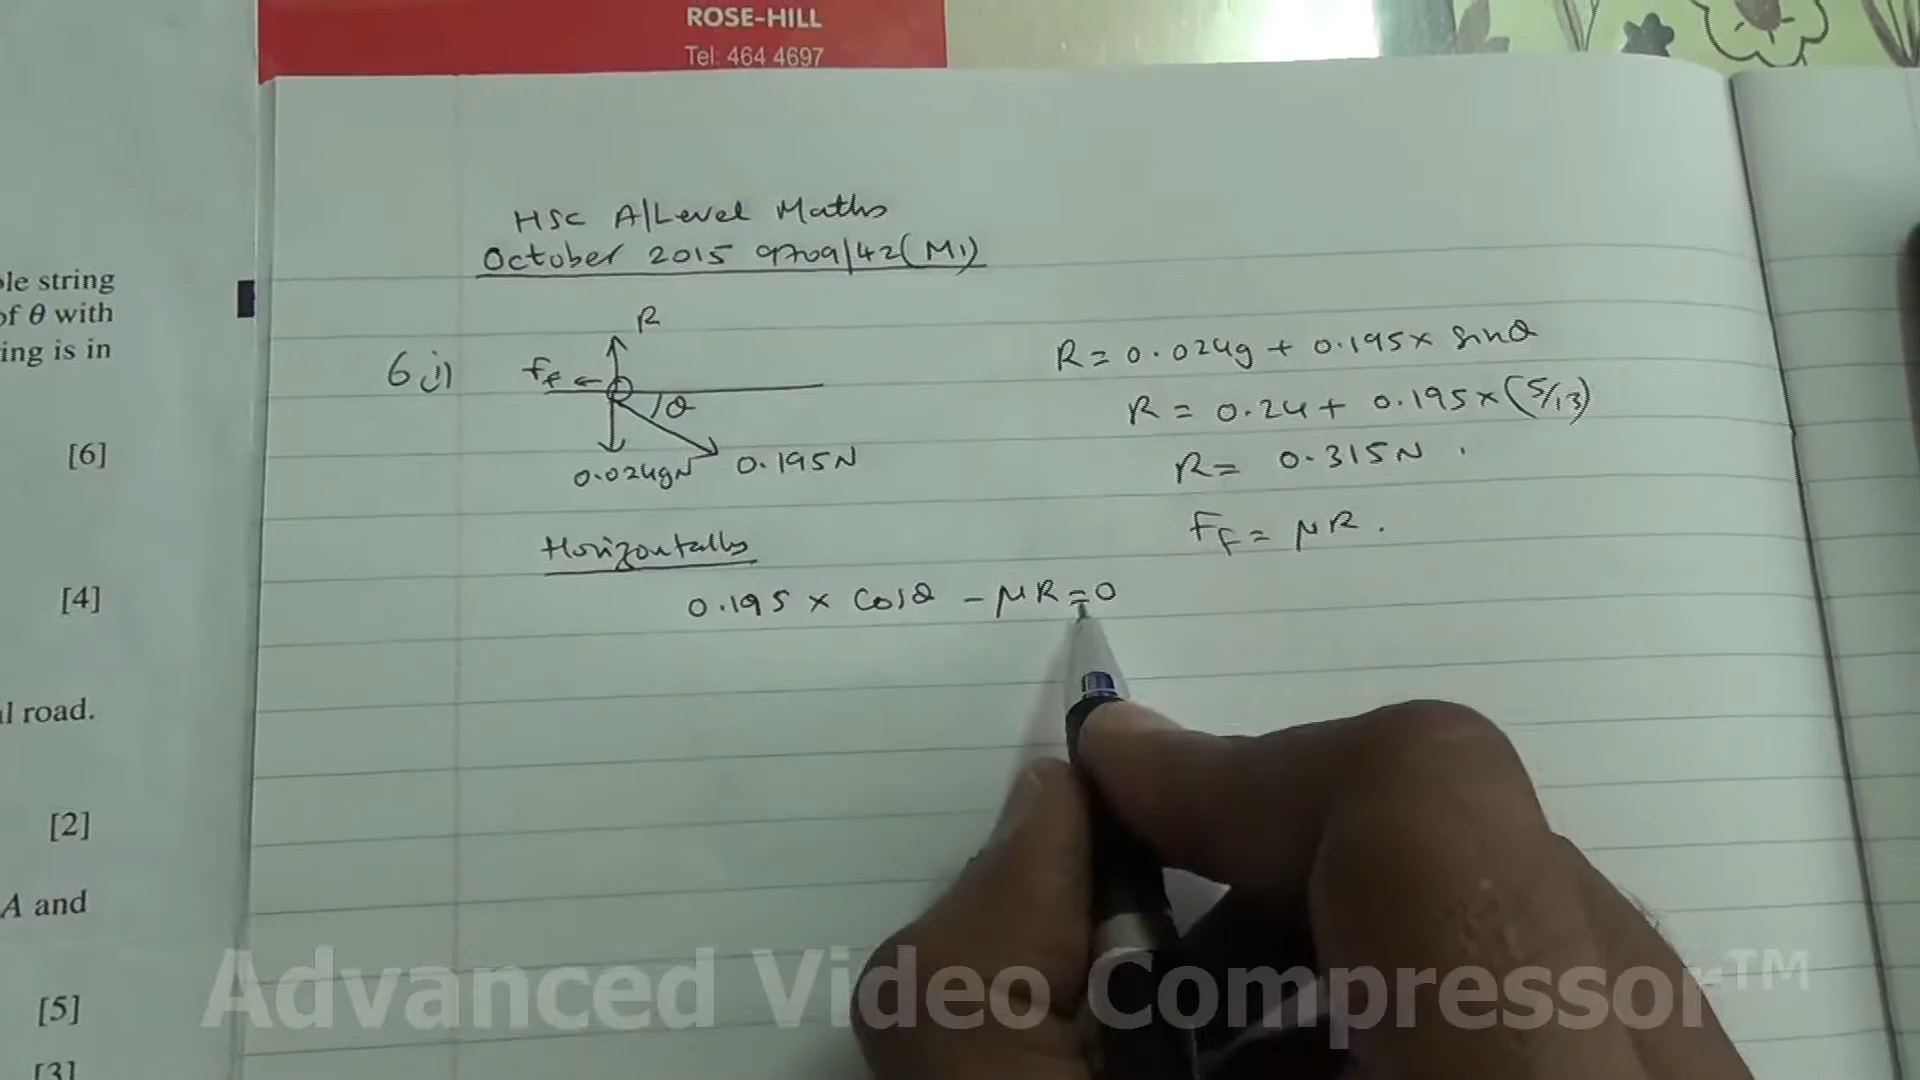 ROSE-HILL
Tel: 464 4697
le string
of θ with
ing is in
[6]
[4]
l road.
[2]
A and
[5]
[3]
HSC A/Level Maths
October 2015 9709/42(M1)
6 i)
R
Ff
θ
0.024gN
0.195N
R = 0.024g + 0.195 x sinθ
R = 0.24 + 0.195 x (5/13)
R = 0.315N .
Ff = μR .
Horizontally
0.195 x cosθ - μR = 0
Advanced Video Compressor™